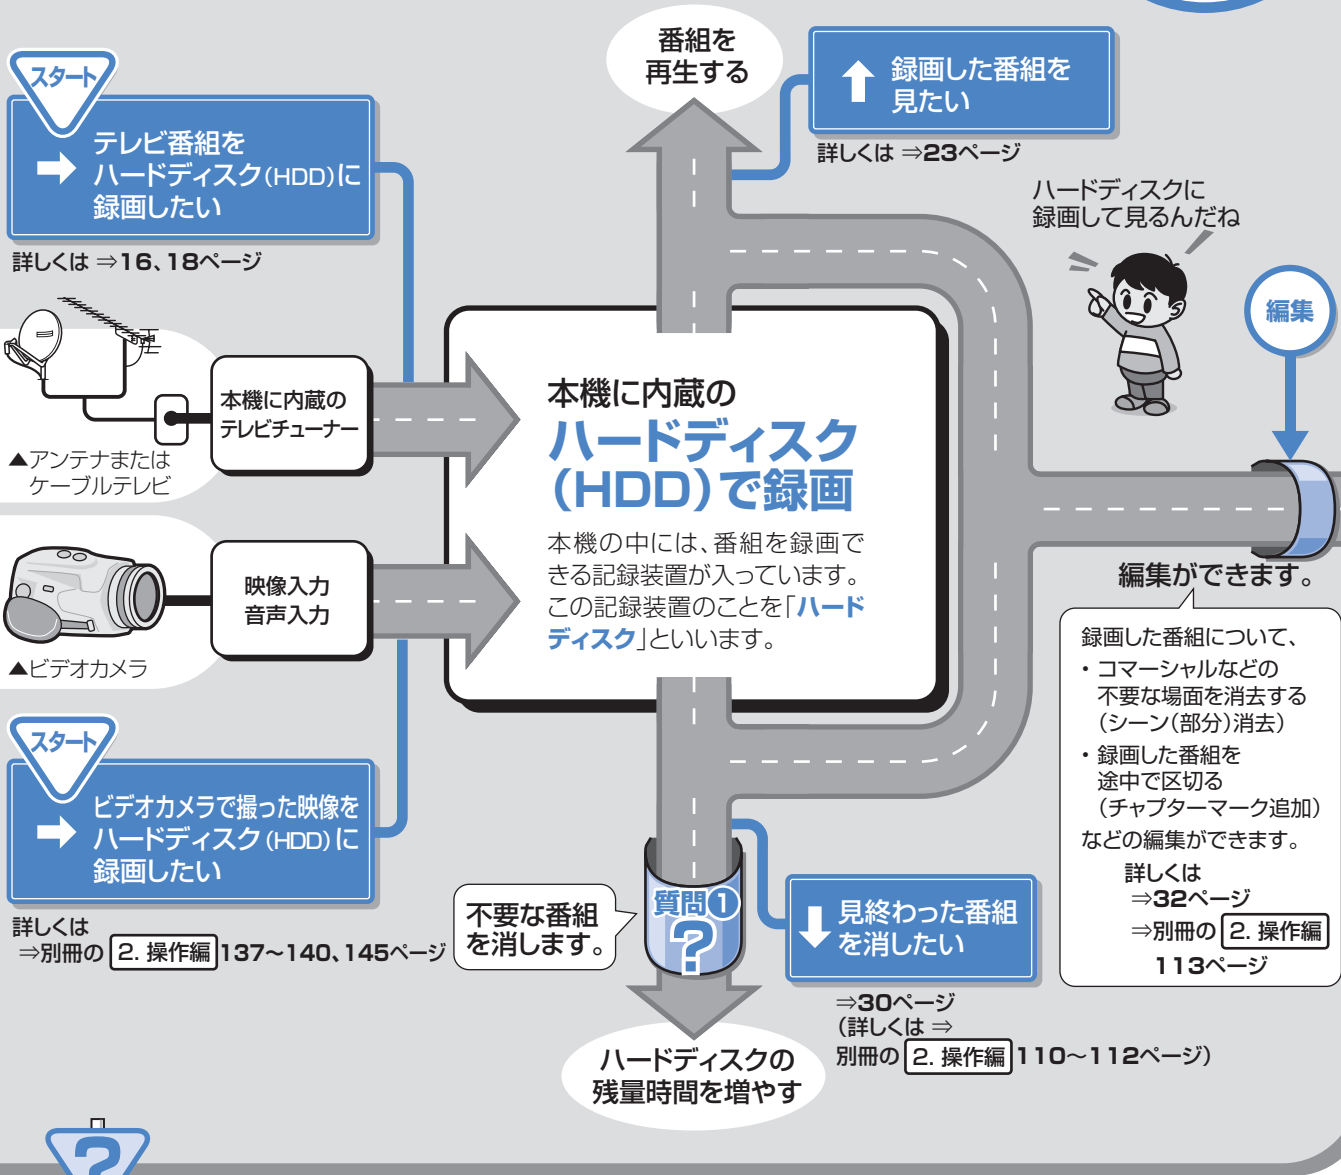 スタート
テレビ番組を
ハードディスク(HDD)に
録画したい
詳しくは ⇒16、18ページ
番組を
再生する
録画した番組を
見たい
詳しくは ⇒23ページ
ハードディスクに
録画して見るんだね
編集
▲アンテナまたは
ケーブルテレビ
本機に内蔵の
テレビチューナー
本機に内蔵の
ハードディスク
(HDD)で録画
本機の中には、番組を録画で
きる記録装置が入っています。
この記録装置のことを「ハード
ディスク」といいます。
▲ビデオカメラ
映像入力
音声入力
編集ができます。
録画した番組について、
・コマーシャルなどの
不要な場面を消去する
(シーン(部分)消去)
・録画した番組を
途中で区切る
(チャプターマーク追加)
などの編集ができます。
詳しくは
⇒32ページ
⇒別冊の 2. 操作編
113ページ
スタート
ビデオカメラで撮った映像を
ハードディスク(HDD)に
録画したい
詳しくは
⇒別冊の 2. 操作編 137〜140、145ページ
不要な番組
を消します。
質問1
?
見終わった番組
を消したい
⇒30ページ
(詳しくは ⇒
別冊の 2. 操作編 110〜112ページ)
ハードディスクの
残量時間を増やす
?